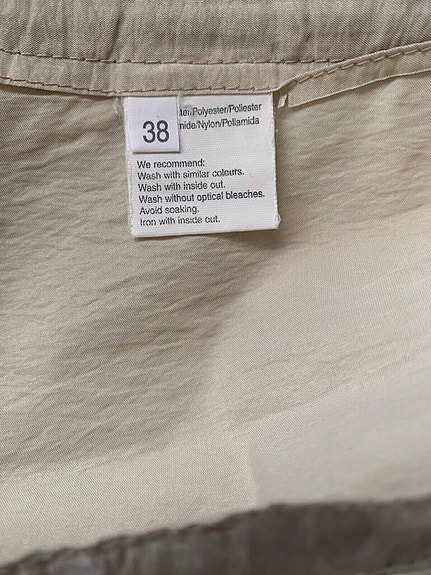 38
/Polyester/Poliester
/Nylon/Poliamida
We recommend:
Wash with similar colours.
Wash with inside out.
Wash without optical bleaches.
Avoid soaking.
Iron with inside out.